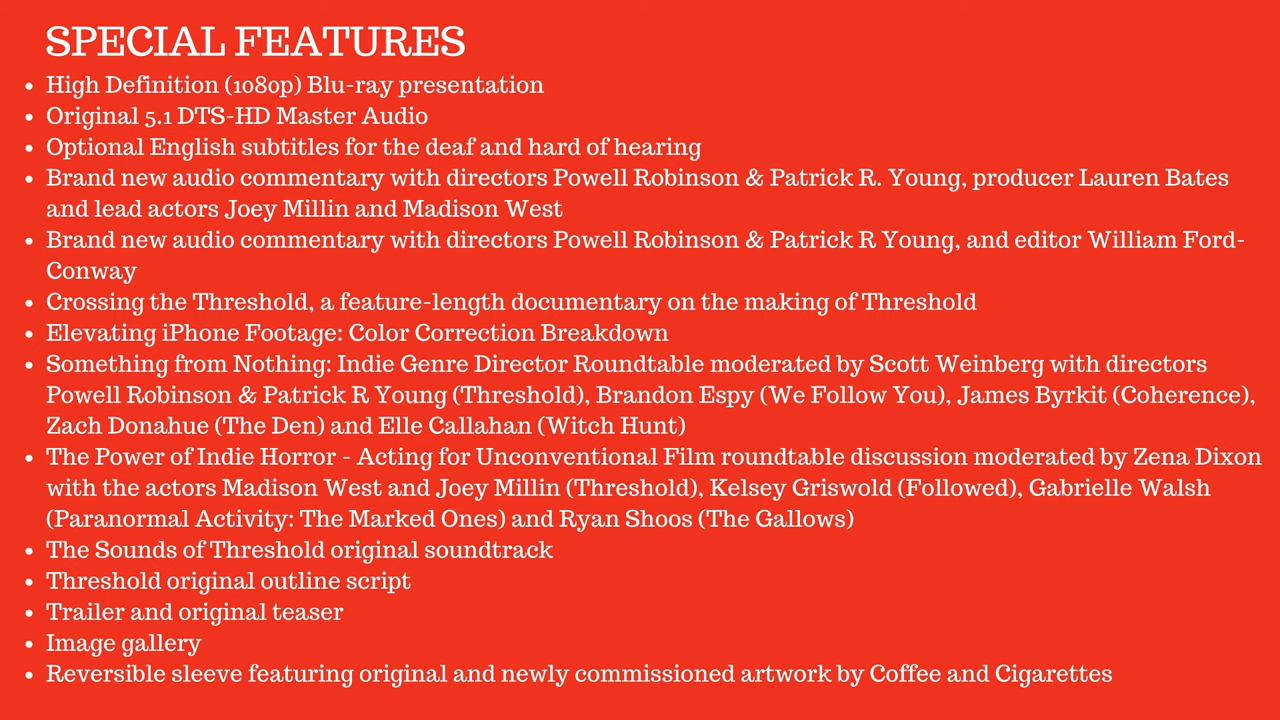 SPECIAL FEATURES
• High Definition (1080p) Blu-ray presentation
• Original 5.1 DTS-HD Master Audio
• Optional English subtitles for the deaf and hard of hearing
• Brand new audio commentary with directors Powell Robinson & Patrick R. Young, producer Lauren Bates
and lead actors Joey Millin and Madison West
• Brand new audio commentary with directors Powell Robinson & Patrick R Young, and editor William Ford-
Conway
• Crossing the Threshold, a feature-length documentary on the making of Threshold
• Elevating iPhone Footage: Color Correction Breakdown
• Something from Nothing: Indie Genre Director Roundtable moderated by Scott Weinberg with directors
Powell Robinson & Patrick R Young (Threshold), Brandon Espy (We Follow You), James Byrkit (Coherence),
Zach Donahue (The Den) and Elle Callahan (Witch Hunt)
• The Power of Indie Horror - Acting for Unconventional Film roundtable discussion moderated by Zena Dixon
with the actors Madison West and Joey Millin (Threshold), Kelsey Griswold (Followed), Gabrielle Walsh
(Paranormal Activity: The Marked Ones) and Ryan Shoos (The Gallows)
• The Sounds of Threshold original soundtrack
• Threshold original outline script
• Trailer and original teaser
• Image gallery
• Reversible sleeve featuring original and newly commissioned artwork by Coffee and Cigarettes